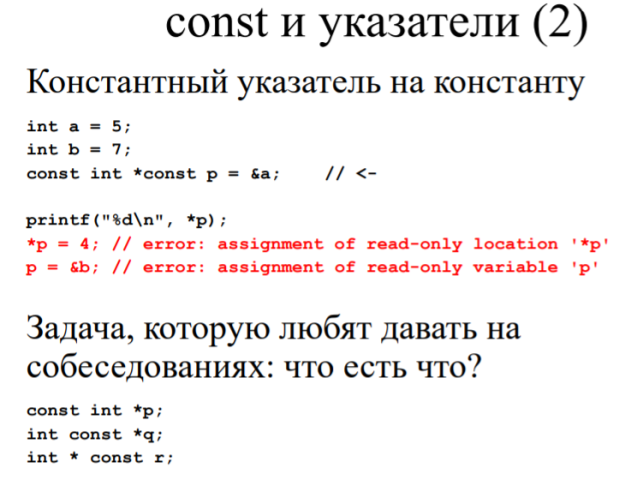 const и указатели (2)
Константный указатель на константу
int a = 5;
int b = 7;
const int *const p = &a;    // <-
printf("%d\n", *p);
*p = 4; // error: assignment of read-only location '*p'
p = &b; // error: assignment of read-only variable 'p'
Задача, которую любят давать на
собеседованиях: что есть что?
const int *p;
int const *q;
int * const r;